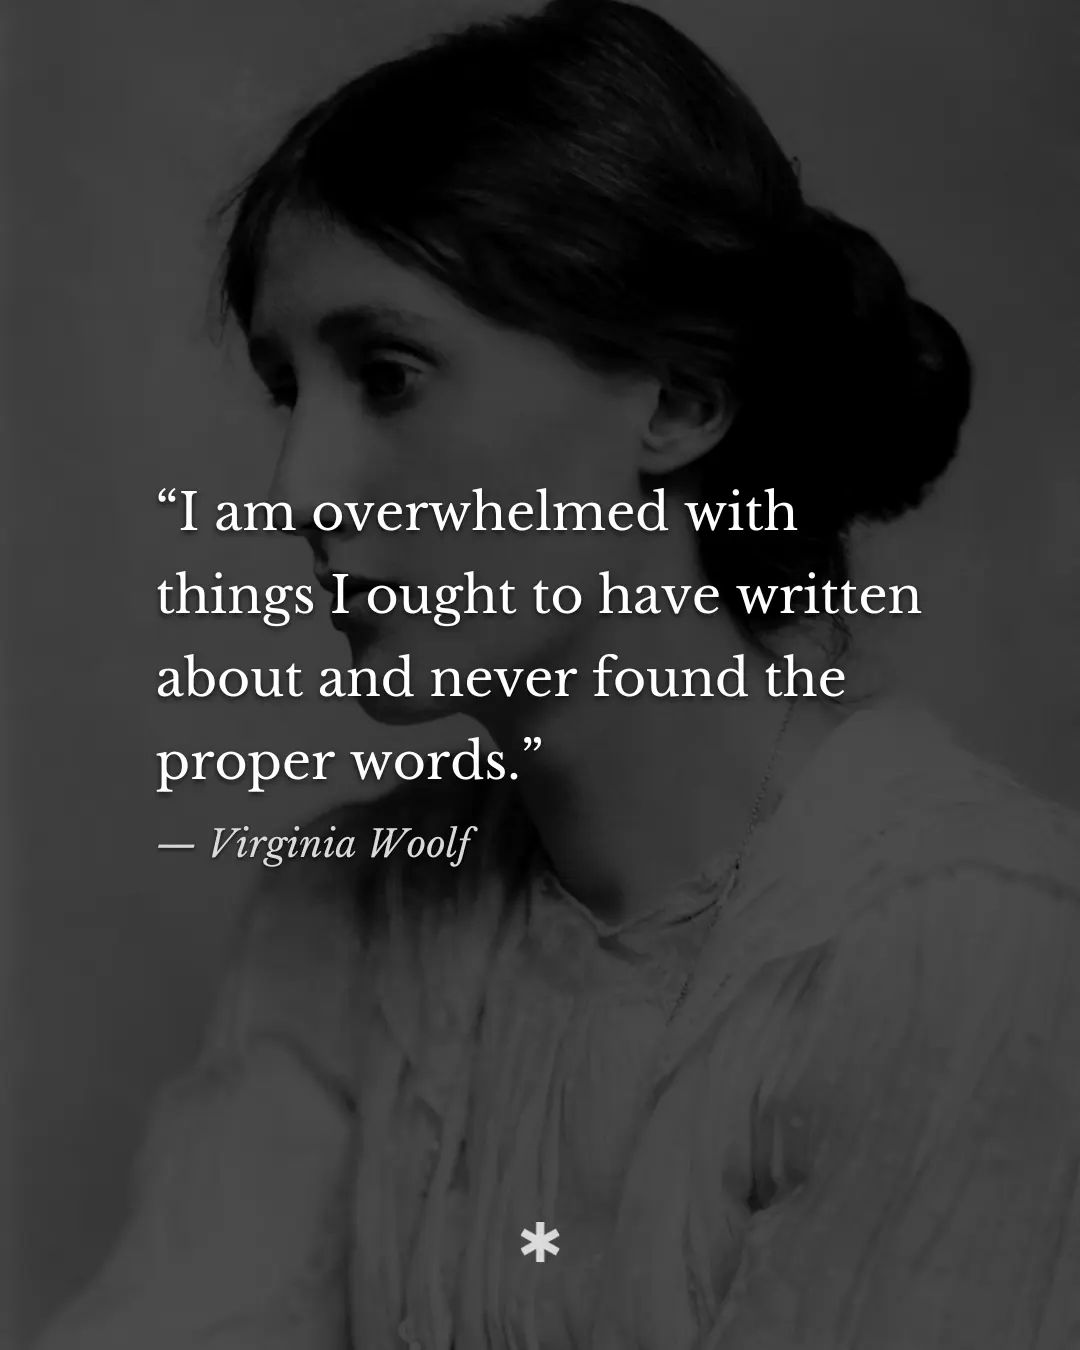 “I am overwhelmed with
things I ought to have written
about and never found the
proper words.”
— Virginia Woolf